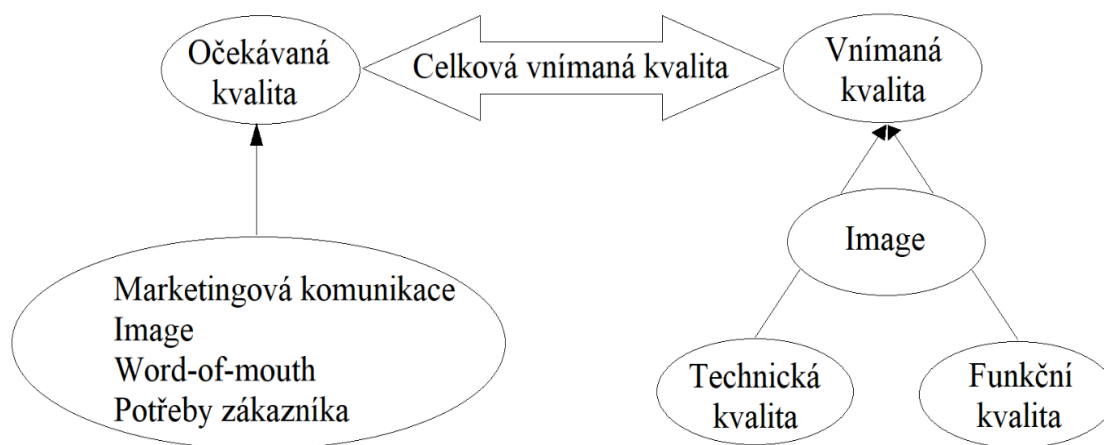 Očekávaná
kvalita
Celková vnímaná kvalita
Vnímaná
kvalita
Image
Marketingová komunikace
Image
Word-of-mouth
Potřeby zákazníka
Technická
kvalita
Funkční
kvalita